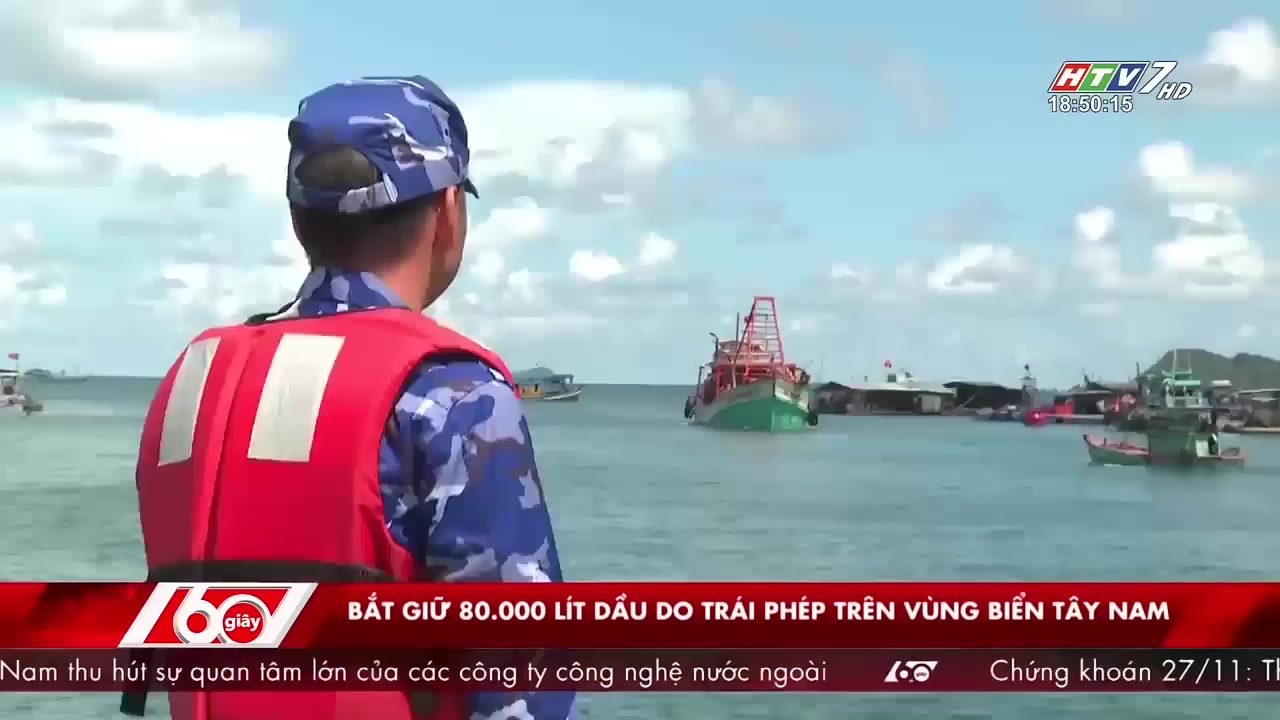 HTV7 HD
18:50:15
60 giây
BẮT GIỮ 80.000 LÍT DẦU DO TRÁI PHÉP TRÊN VÙNG BIỂN TÂY NAM
Nam thu hút sự quan tâm lớn của các công ty công nghệ nước ngoài 60 giây Chứng khoán 27/11: